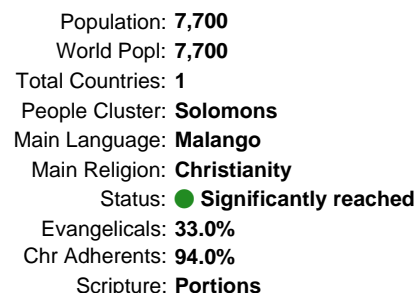 Population: 7,700
World Popl: 7,700
Total Countries: 1
People Cluster: Solomons
Main Language: Malango
Main Religion: Christianity
Status: Significantly reached
Evangelicals: 33.0%
Chr Adherents: 94.0%
Scripture: Portions